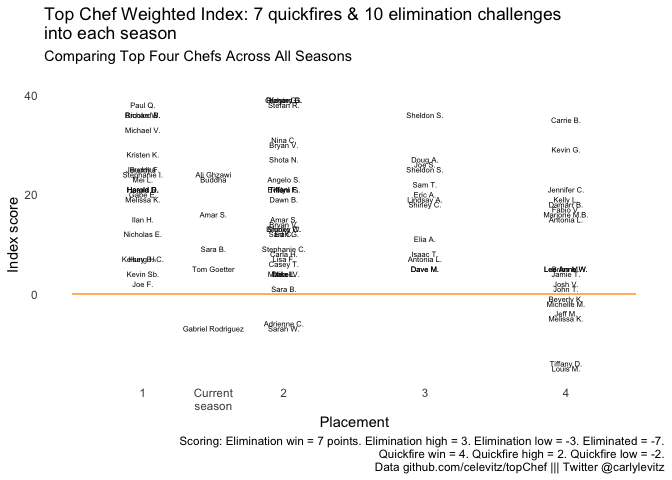 Top Chef Weighted Index: 7 quickfires & 10 elimination challenges
into each season
Comparing Top Four Chefs Across All Seasons
Index score
40
20
0
Paul Q.
Michael V.
Kristen K.
Stephanie I.
Mei L.
Gabe E.
Melissa K.
Ilan H.
Nicholas E.
Kevin Sb.
Joe F.
Ali Ghzawi
Buddha
Amar S.
Sara B.
Tom Goetter
Gabriel Rodriguez
Stefan R.
Nina C.
Bryan V.
Shota N.
Angelo S.
Dawn B.
Amar S.
Bryan V.
Stephanie C.
Carla H.
Lisa F.
Casey T.
Sara B.
Adrienne C.
Sarah W.
Sheldon S.
Doug A.
Joe S.
Sheldon S.
Sam T.
Eric A.
Lindsay A.
Shirley C.
Elia A.
Isaac T.
Antonia L.
Dave M.
Carrie B.
Kevin G.
Jennifer C.
Kelly L.
Damarr B.
Fabio V.
Marjorie M.B.
Antonia L.
Jamie T.
Josh V.
John T.
Beverly K.
Michelle M.
Jeff M.
Melissa K.
Tiffany D.
Louis M.
1
Current
season
2
3
4
Placement
Scoring: Elimination win = 7 points. Elimination high = 3. Elimination low = -3. Eliminated = -7.
Quickfire win = 4. Quickfire high = 2. Quickfire low = -2.
Data github.com/celevitz/topChef ||| Twitter @carlylevitz